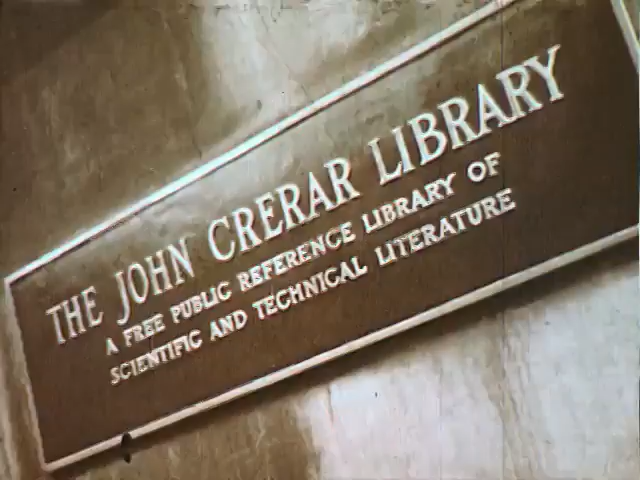 THE JOHN CRERAR LIBRARY
A FREE PUBLIC REFERENCE LIBRARY OF
SCIENTIFIC AND TECHNICAL LITERATURE